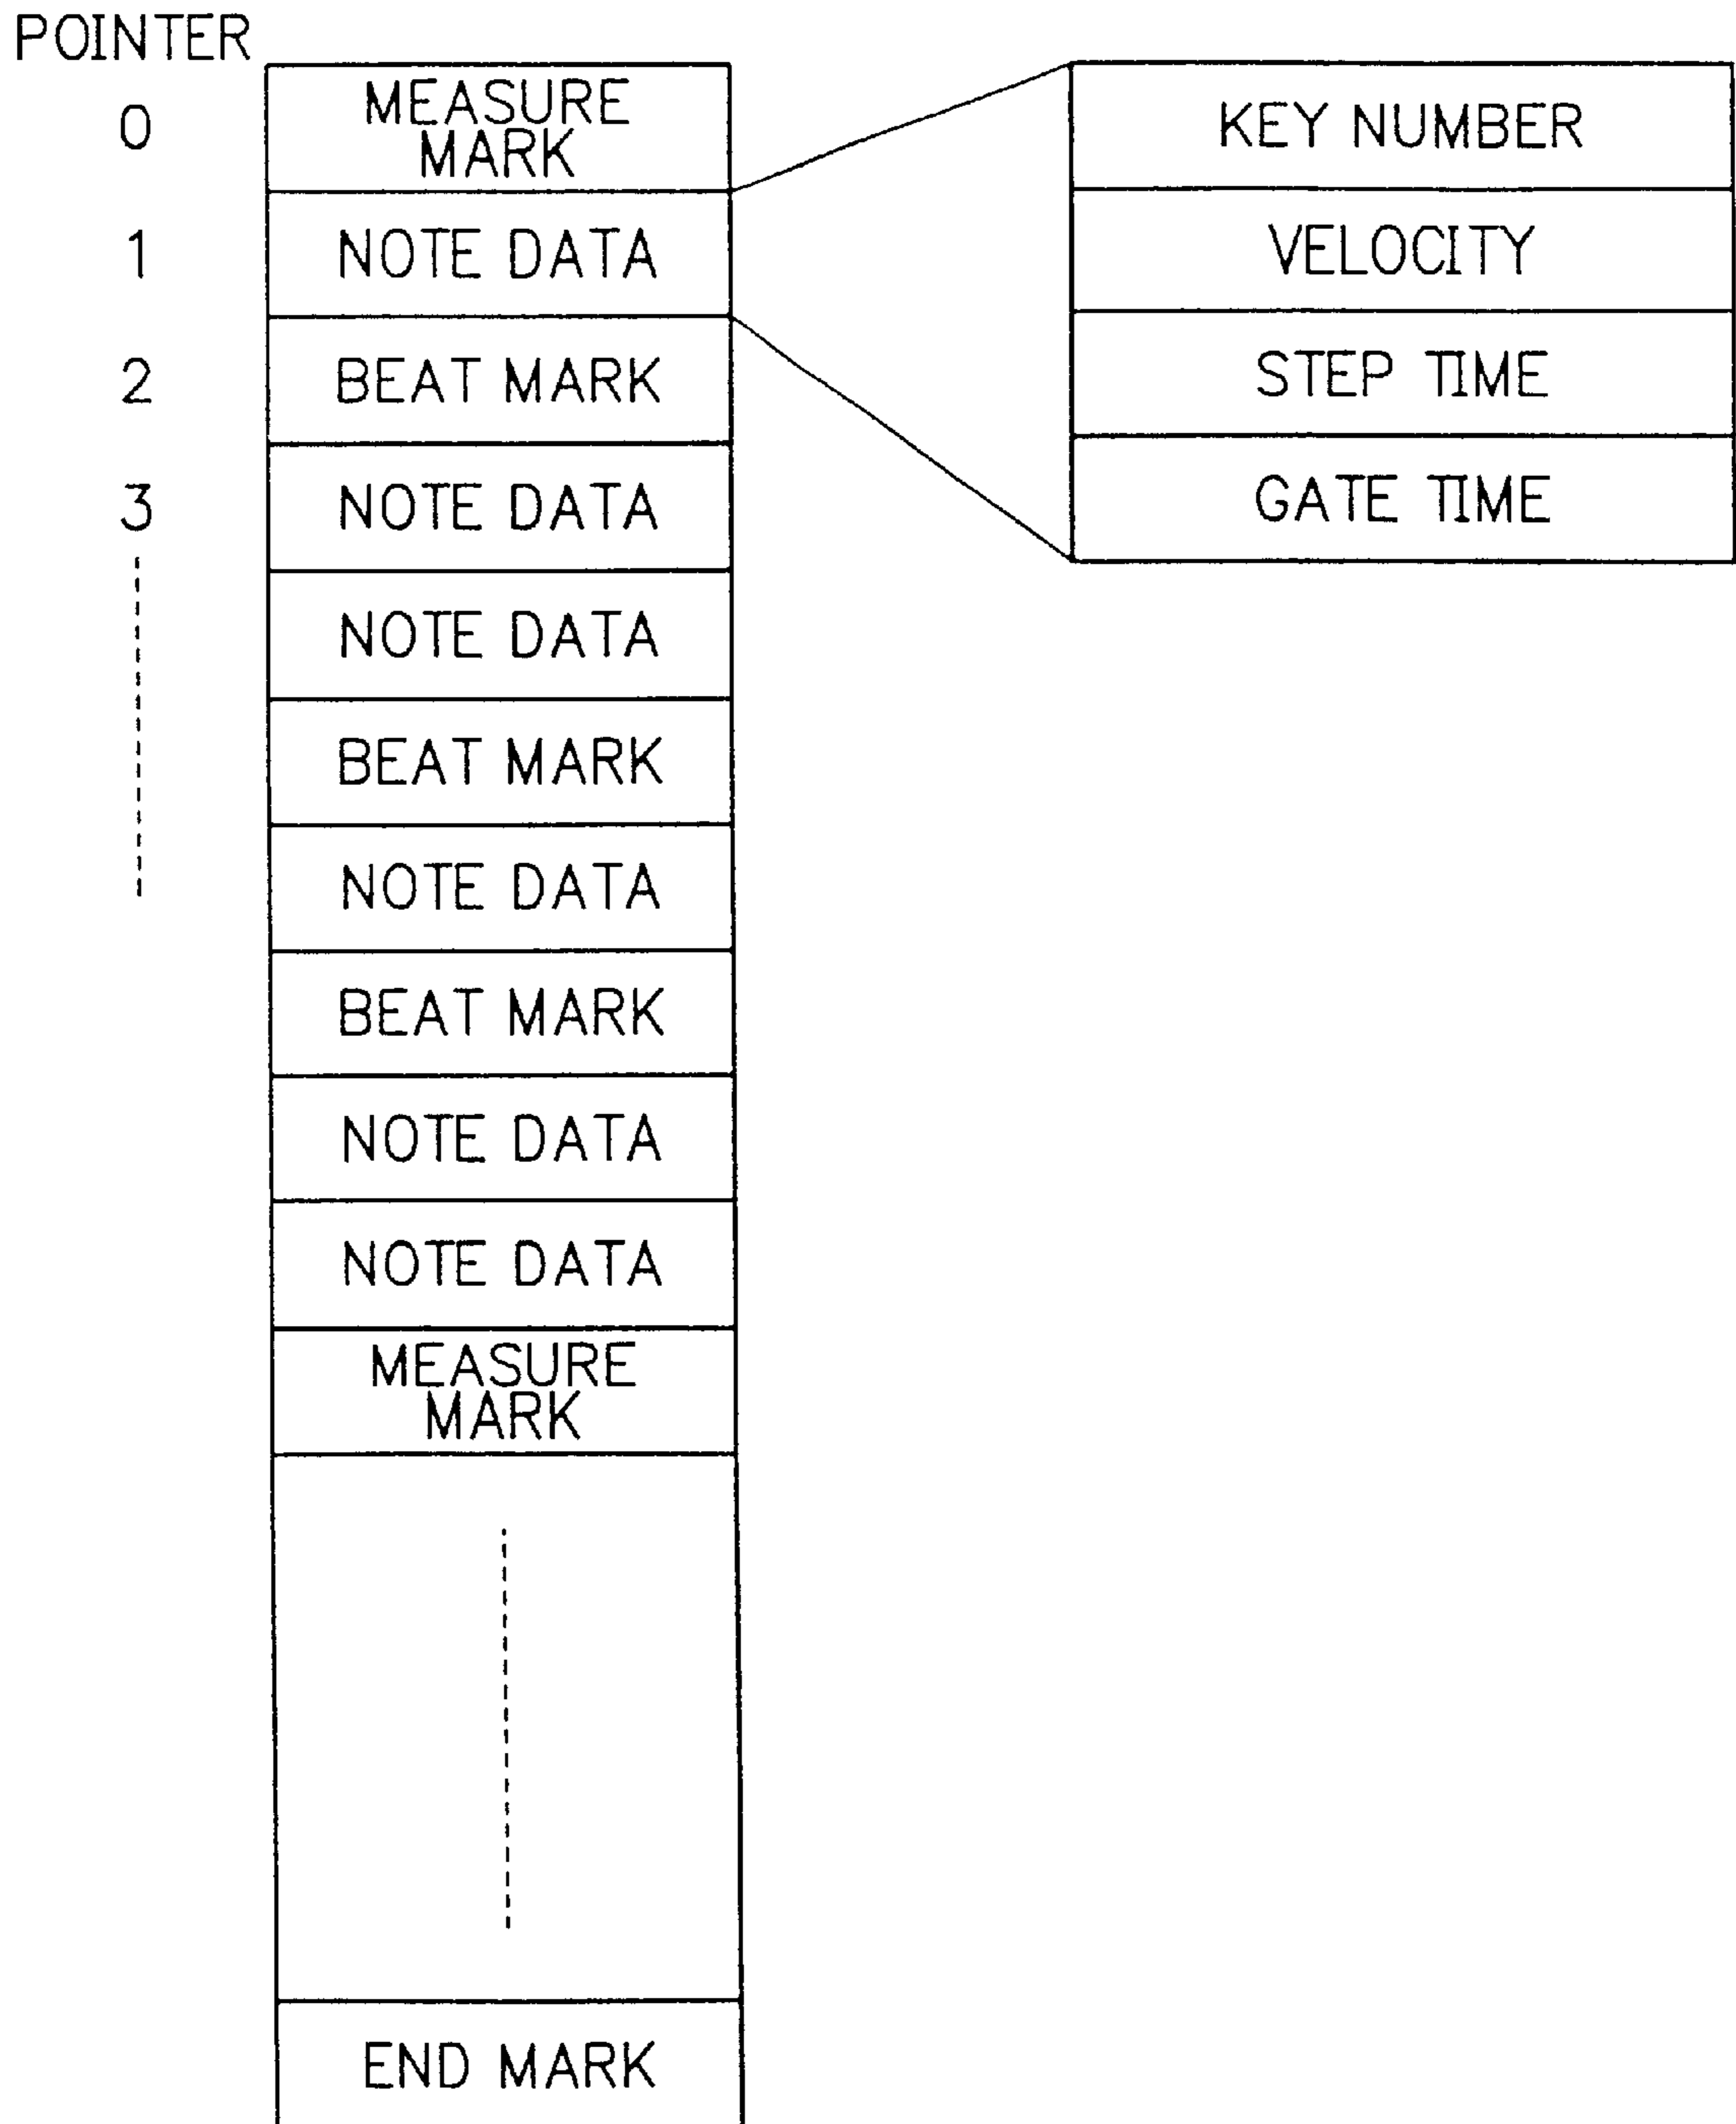 POINTER
0
MEASURE
MARK
1
NOTE DATA
2
BEAT MARK
3
NOTE DATA
NOTE DATA
BEAT MARK
NOTE DATA
BEAT MARK
NOTE DATA
NOTE DATA
MEASURE
MARK
END MARK
KEY NUMBER
VELOCITY
STEP TIME
GATE TIME